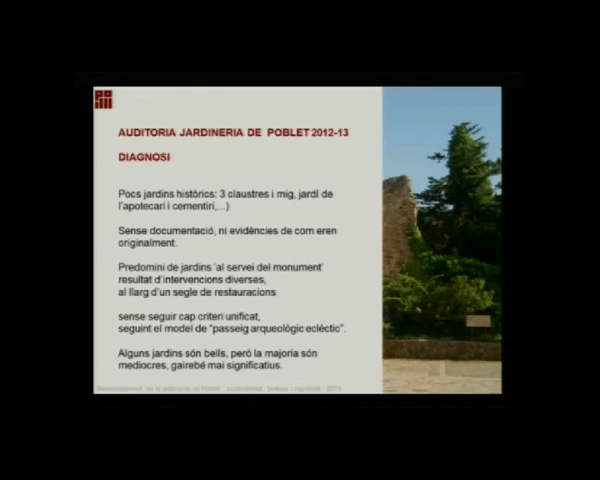 AUDITORIA JARDINERIA DE POBLET 2012-13
DIAGNOSI
Pocs jardins històrics: 3 claustres i mig, jardí de
l'apotecari i cementiri,...)
Sense documentació, ni evidències de com eren
originalment.
Predomini de jardins 'al servei del monument'
resultat d'intervencions diverses,
al llarg d'un segle de restauracions
sense seguir cap criteri unificat,
seguint el model de "passeig arqueològic eclèctic".
Alguns jardins són bells, però la majoria són
mediocres, gairebé mai significatius.